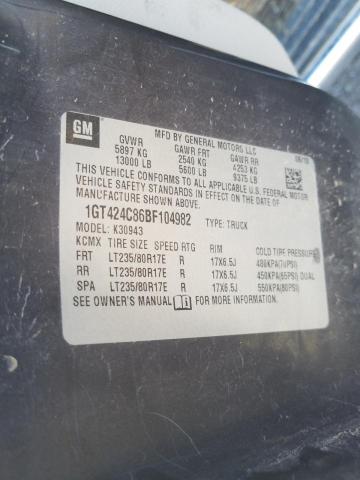 GM
MFD BY GENERAL MOTORS LLC
GVWR GAWR FRT GAWR RR
5897 KG 2540 KG 4253 KG
13000 LB 5600 LB 9375 LB
THIS VEHICLE CONFORMS TO ALL APPLICABLE U.S. FEDERAL MOTOR
VEHICLE SAFETY STANDARDS IN EFFECT ON THE DATE OF
MANUFACTURE SHOWN ABOVE.
1GT424C86BF104982 TYPE: TRUCK
MODEL: K30943
KCMX TIRE SIZE SPEED RTG RIM COLD TIRE PRESSURE
FRT LT235/80R17E R 17X6.5J
RR LT235/80R17E R 17X6.5J 450KPA(65PSI) DUAL
SPA LT235/80R17E R 17X6.5J 550KPA(80PSI)
SEE OWNER'S MANUAL FOR MORE INFORMATION.